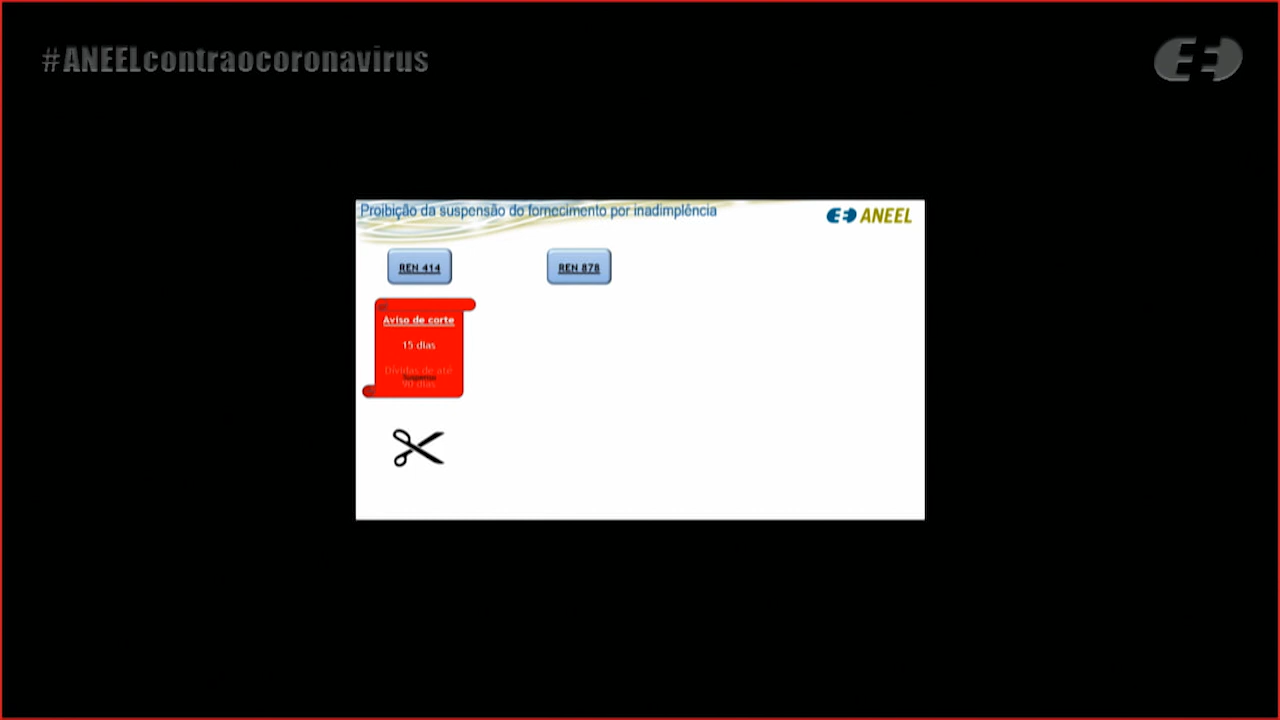 #ANEELcontraocoronavirus
Proibição da suspensão do fornecimento por inadimplência
ANEEL
REN 414
REN 878
Aviso de corte
15 dias
Dívidas de até
90 dias